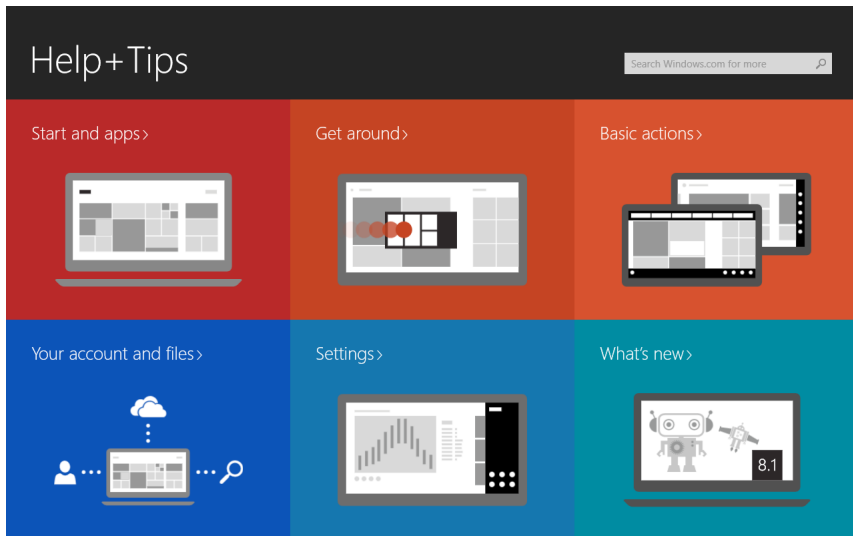 Help+Tips
Search Windows.com for more
Start and apps>
Get around>
Basic actions>
Your account and files>
Settings>
What's new>
8.1